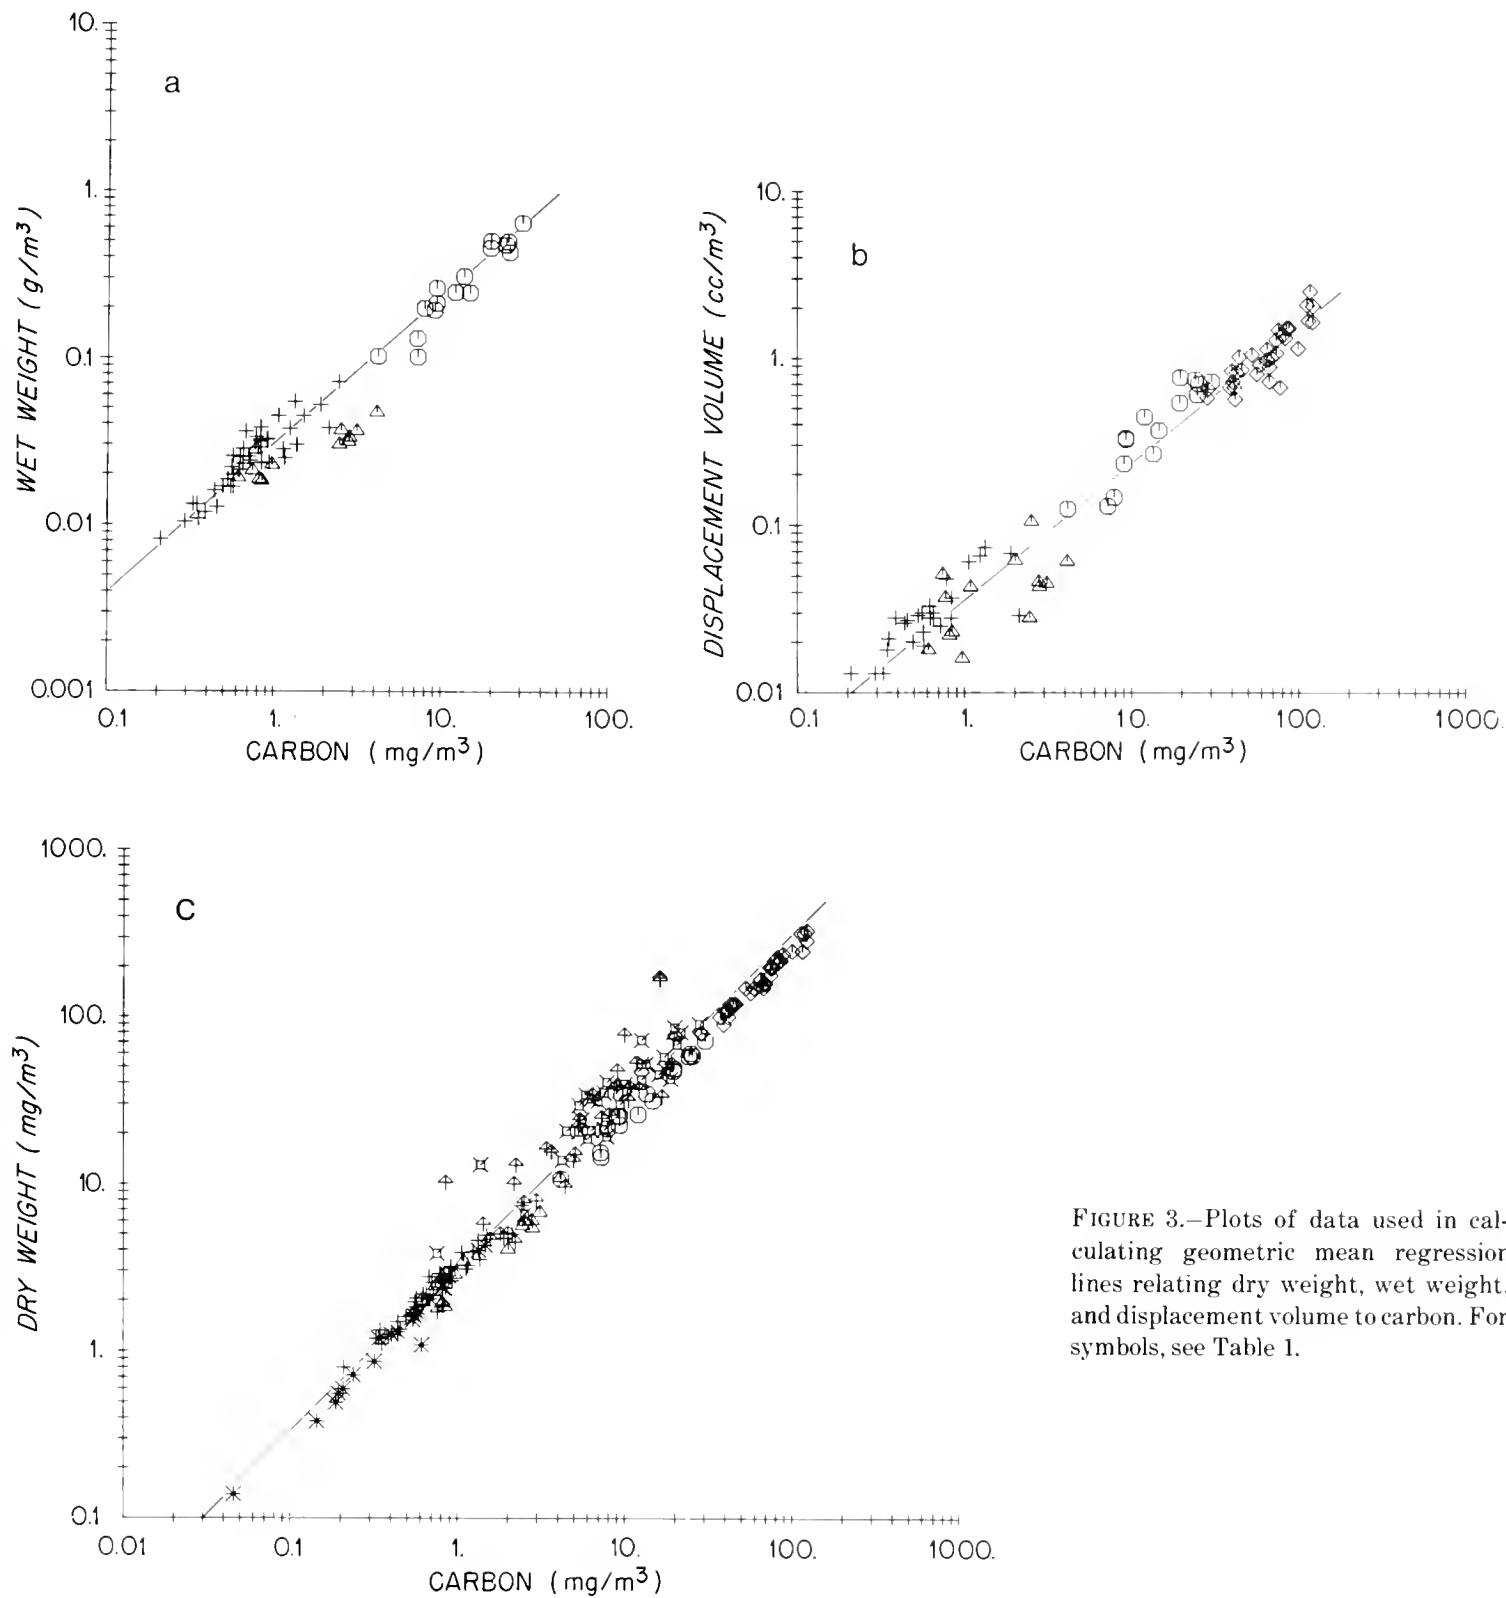 a
10.
1.
0.1
0.01
0.001
WET WEIGHT (g/m³)
0.1 1. 10. 100.
CARBON (mg/m³)
b
10.
1.
0.1
0.01
DISPLACEMENT VOLUME (cc/m³)
0.1 1. 10. 100. 1000.
CARBON (mg/m³)
c
1000.
100.
10.
1.
0.1
DRY WEIGHT (mg/m³)
0.01 0.1 1. 10. 100. 1000.
CARBON (mg/m³)
FIGURE 3.—Plots of data used in cal-
culating geometric mean regression
lines relating dry weight, wet weight,
and displacement volume to carbon. For
symbols, see Table 1.